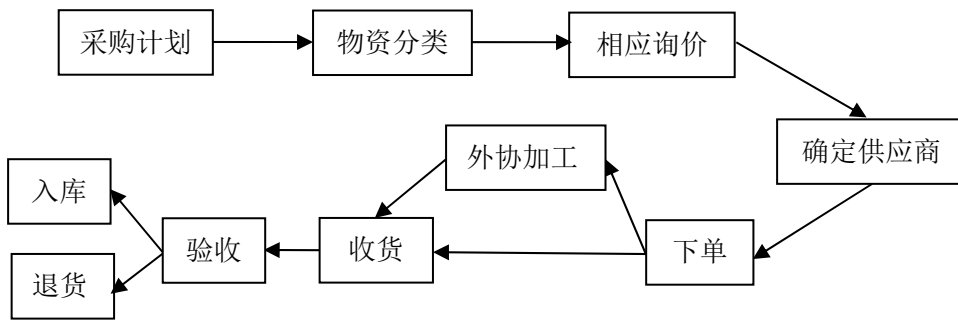 采购计划
物资分类
相应询价
确定供应商
外协加工
下单
收货
验收
入库
退货